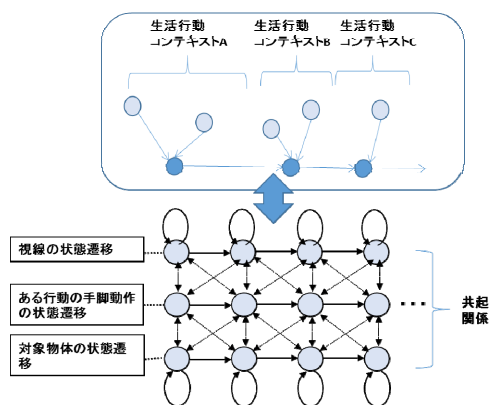 生活行動
コンテキストA
生活行動
コンテキストB
生活行動
コンテキストC
視線の状態遷移
ある行動の手脚動作
の状態遷移
対象物体の状態遷
移
･･･
共起
関係